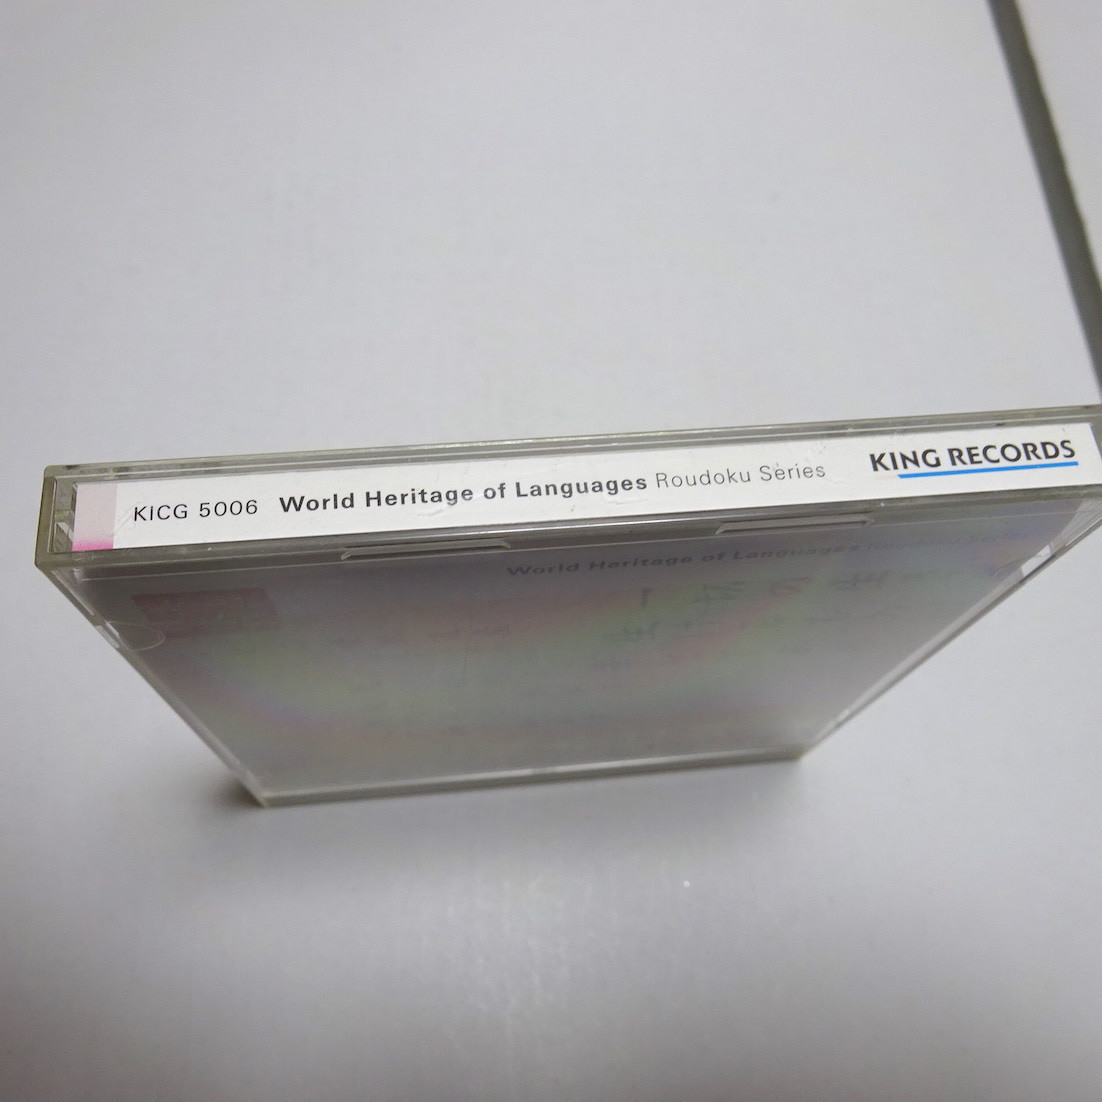 KICG 5006 World Heritage of Languages Roudoku Series KING RECORDS
World Heritage of Languages